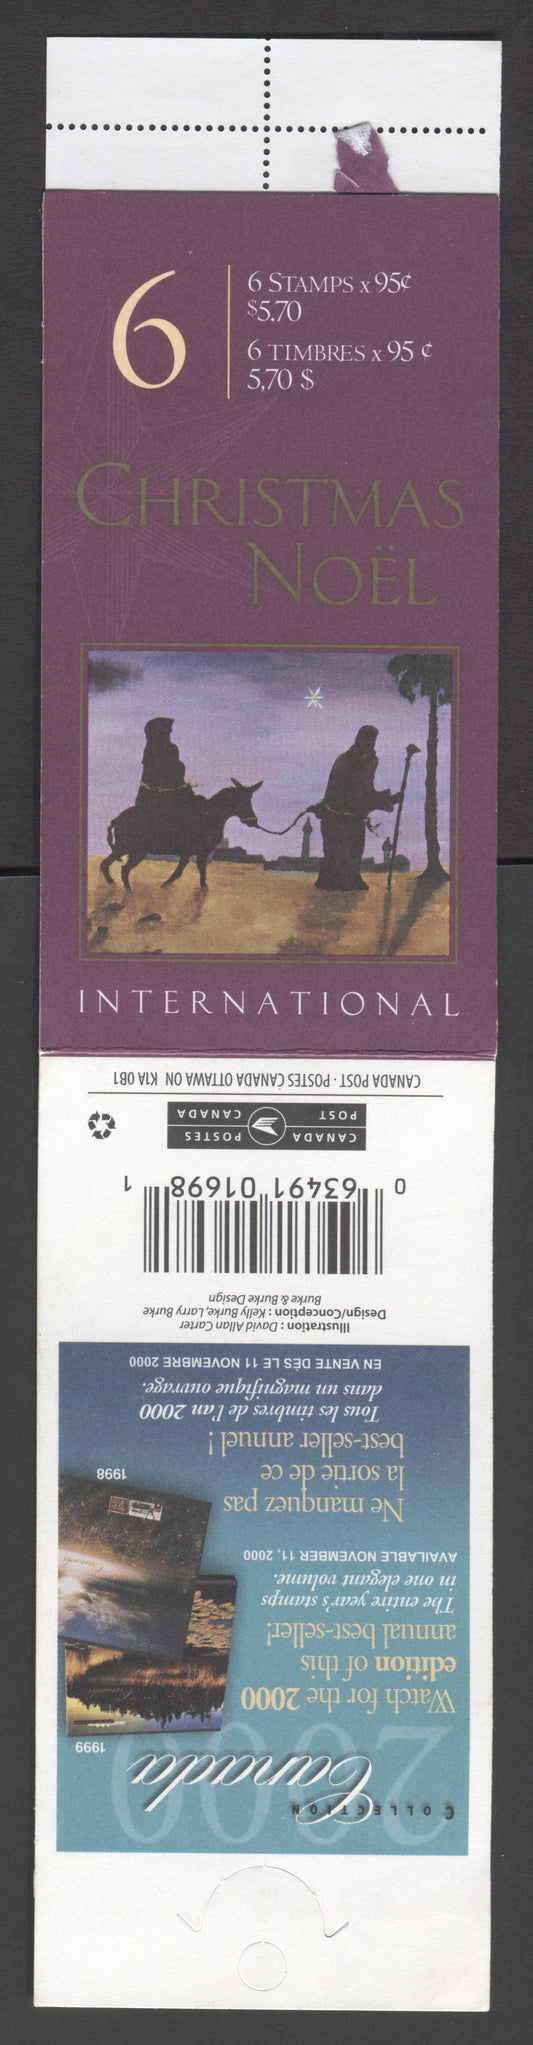 6
6 STAMPS x 95¢
$5.70
6 TIMBRES x 95 ¢
5,70 $
CHRISTMAS
NOËL
INTERNATIONAL
COLLECTION
Canada
2000
1999
Watch for the 2000
edition of this
annual best-seller!
The entire year's stamps
in one elegant volume.
AVAILABLE NOVEMBER 11, 2000
Ne manquez pas
la sortie de ce
best-seller annuel !
1998
Tous les timbres de l'an 2000
dans un magnifique ouvrage.
EN VENTE DÈS LE 11 NOVEMBRE 2000
Illustration : David Allan Carter
Design/Conception : Kelly Burke, Larry Burke
Burke & Burke Design
0 63491 01698 1
CANADA POSTES
POST CANADA
CANADA POST · POSTES CANADA OTTAWA ON K1A 0B1